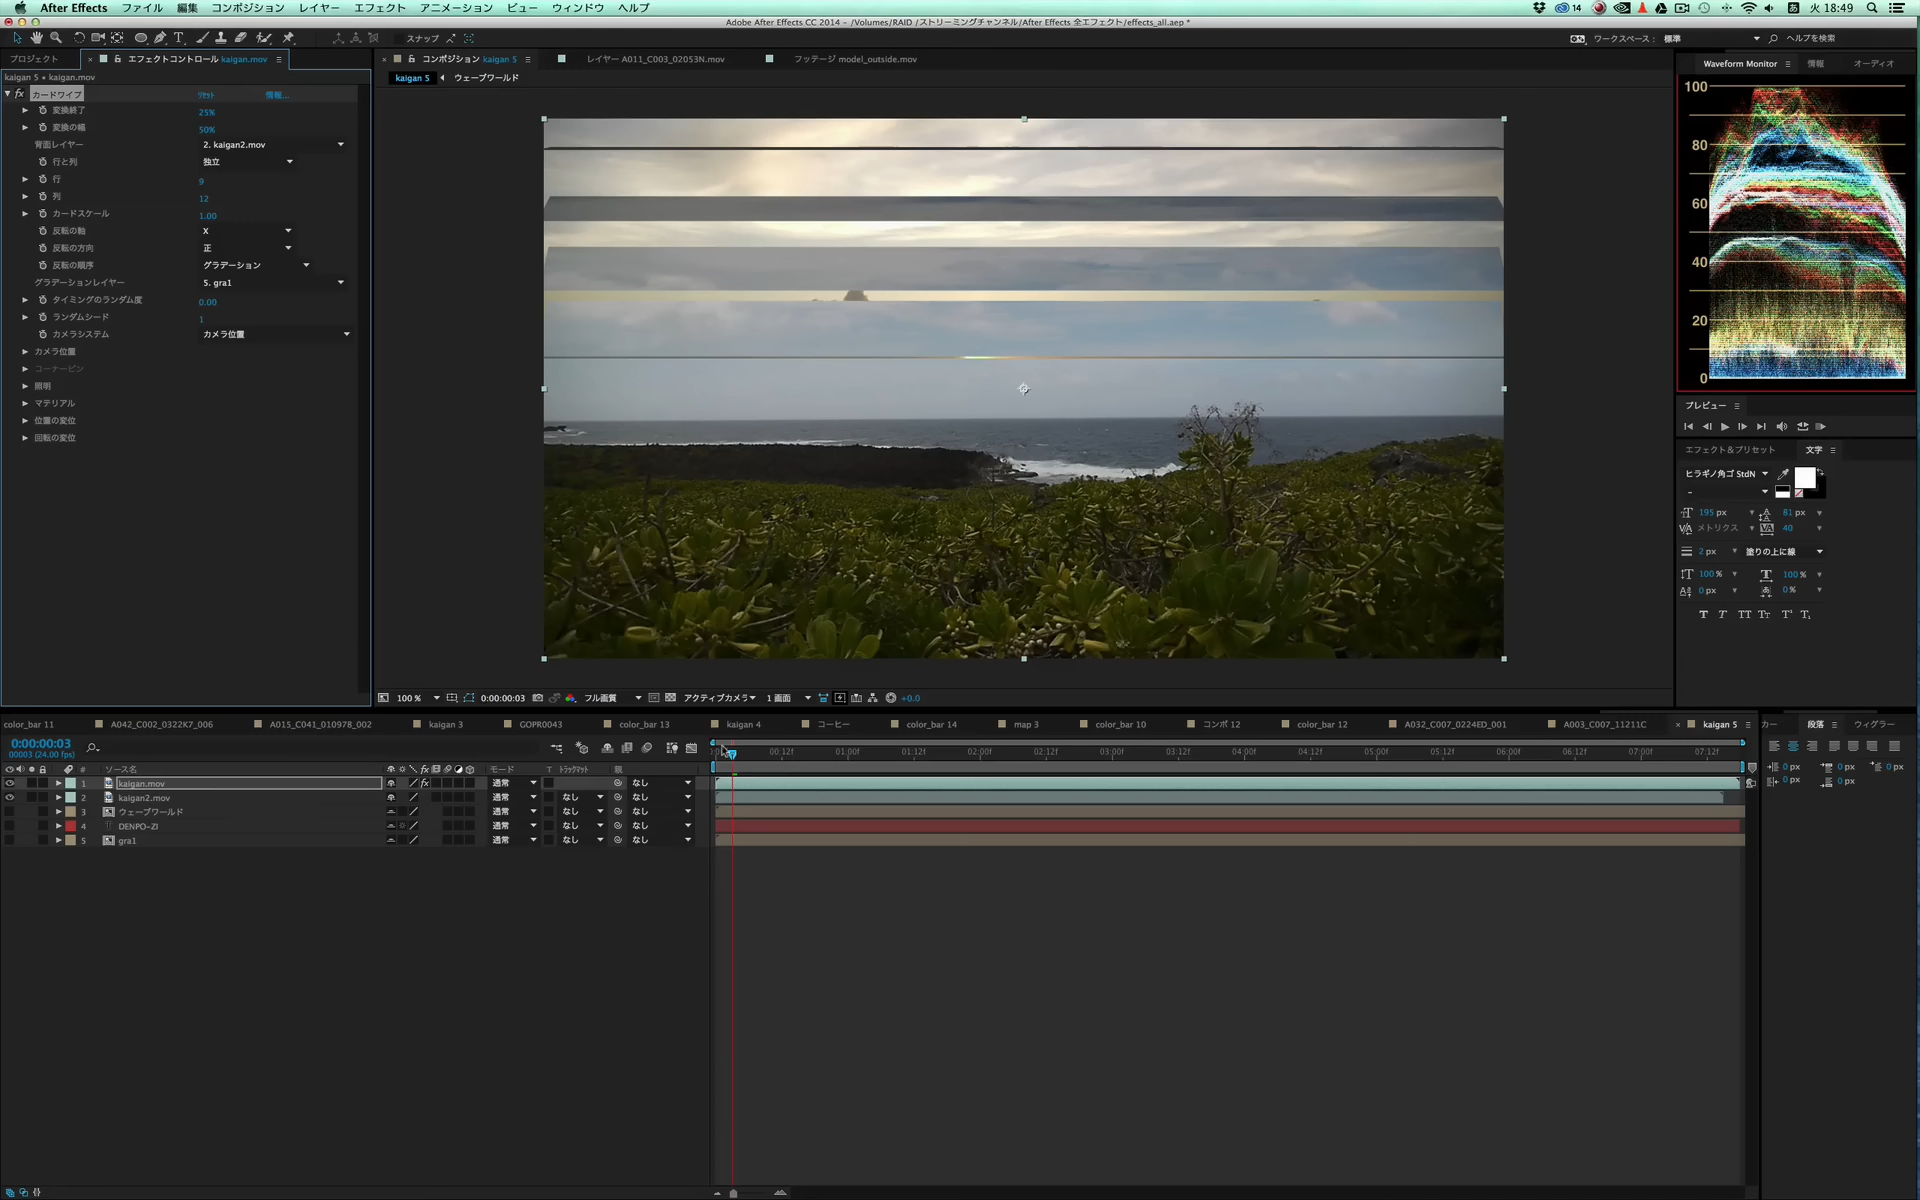 After Effects ファイル 編集 コンポジション レイヤー エフェクト アニメーション ビュー ウィンドウ ヘルプ 14 火 18:49
Adobe After Effects CC 2014 - /Volumes/RAID /ストリーミングチャンネル/After Effects 全エフェクト/effects_all.aep *
スナップ ワークスペース: 標準 ヘルプを検索
プロジェクト エフェクトコントロール kaigan.mov
コンポジション kaigan 5 レイヤー A011_C003_02053N.mov フッテージ model_outside.mov
kaigan 5 • kaigan.mov
kaigan 5 ウェーブワールド
fx カードワイプ リセット 情報...
変換終了 25%
変換の幅 50%
背面レイヤー 2. kaigan2.mov
行と列 独立
行 9
列 12
カードスケール 1.00
反転の軸 X
反転の方向 正
反転の順序 グラデーション
グラデーションレイヤー 5. gra1
タイミングのランダム度 0.00
ランダムシード 1
カメラシステム カメラ位置
カメラ位置
コーナーピン
照明
マテリアル
位置の変位
回転の変位
100 % 0:00:00:03 フル画質 アクティブカメラ 1 画面 +0.0
Waveform Monitor 情報 オーディオ
100
80
60
40
20
0
プレビュー
エフェクト&プリセット 文字
ヒラギノ角ゴ StdN
-
195 px 81 px
メトリクス 40
2 px 塗りの上に線
100 % 100 %
0 px 0 %
color_bar 11 A042_C002_0322K7_006 A015_C041_010978_002 kaigan 3 GOPR0043 color_bar 13 kaigan 4 コーヒー color_bar 14 map 3 color_bar 10 コンポ 12 color_bar 12 A032_C007_0224ED_001 A003_C007_11211C kaigan 5
カー 段落 ウィグラー
0:00:00:03
00003 (24.00 fps)
00:12f 01:00f 01:12f 02:00f 02:12f 03:00f 03:12f 04:00f 04:12f 05:00f 05:12f 06:00f 06:12f 07:00f 07:12f
# ソース名 モード T トラックマット 親
1 kaigan.mov 通常 なし
2 kaigan2.mov 通常 なし なし
3 ウェーブワールド 通常 なし なし
4 DENPO-ZI 通常 なし なし
5 gra1 通常 なし なし
0 px 0 px 0 px
0 px 0 px